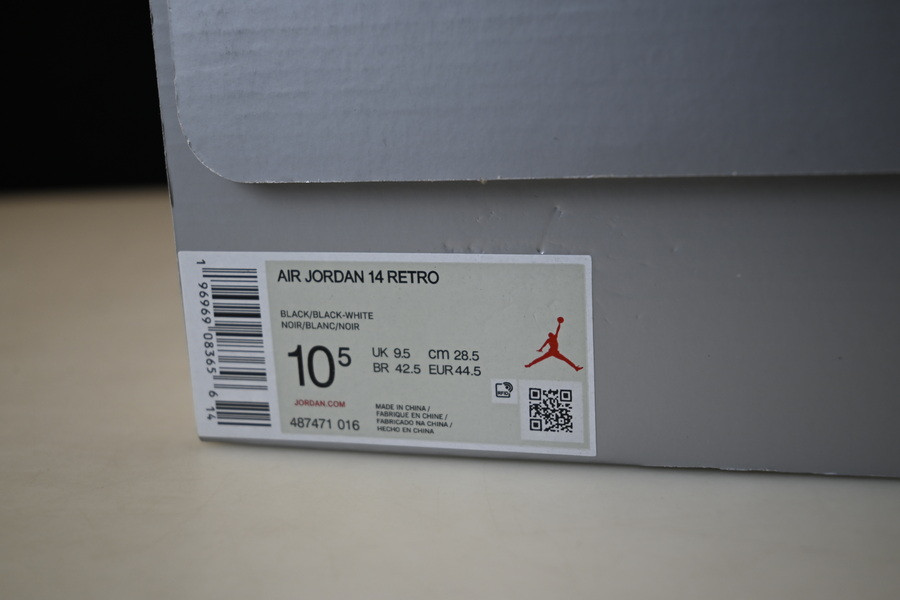 AIR JORDAN 14 RETRO
BLACK/BLACK-WHITE
NOIR/BLANC/NOIR
10 5
UK 9.5 cm 28.5
BR 42.5 EUR 44.5
JORDAN.COM
487471 016
MADE IN CHINA /
FABRIQUE EN CHINE /
FABRICADO NA CHINA /
HECHO EN CHINA
RFID
1 96969 08365 6 14